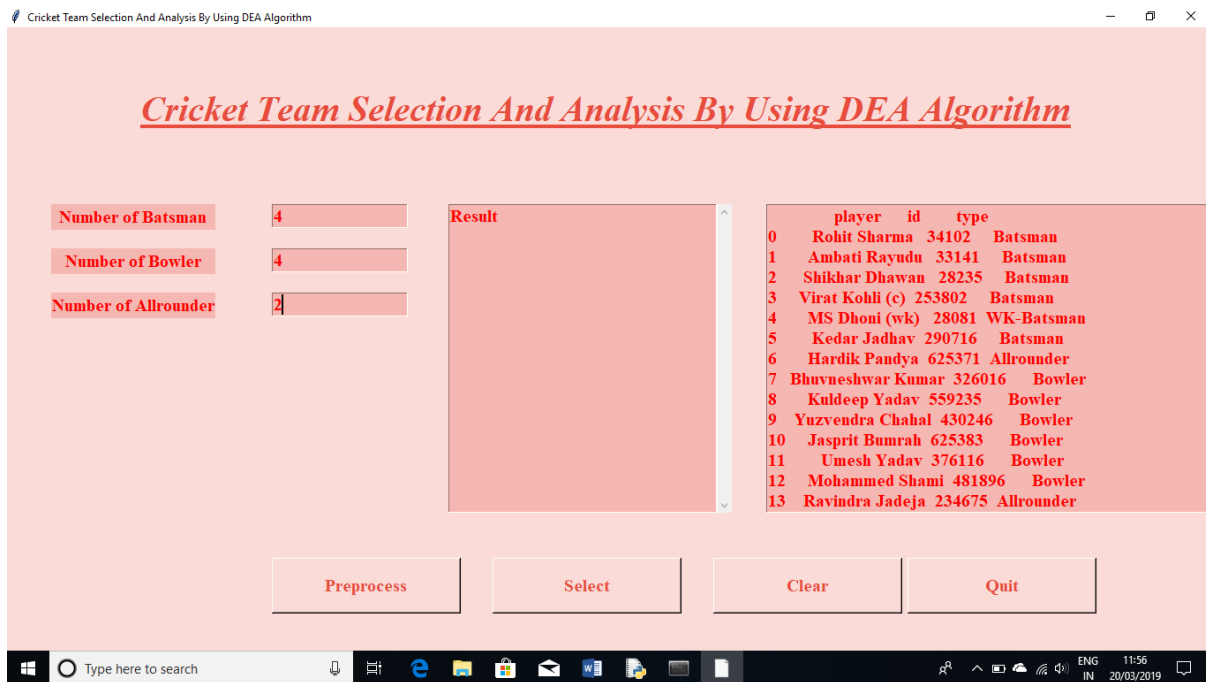 Cricket Team Selection And Analysis By Using DEA Algorithm
Cricket Team Selection And Analysis By Using DEA Algorithm
Number of Batsman 4
Number of Bowler 4
Number of Allrounder 2
Result
player id type
0 Rohit Sharma 34102 Batsman
1 Ambati Rayudu 33141 Batsman
2 Shikhar Dhawan 28235 Batsman
3 Virat Kohli (c) 253802 Batsman
4 MS Dhoni (wk) 28081 WK-Batsman
5 Kedar Jadhav 290716 Batsman
6 Hardik Pandya 625371 Allrounder
7 Bhuvneshwar Kumar 326016 Bowler
8 Kuldeep Yadav 559235 Bowler
9 Yuzvendra Chahal 430246 Bowler
10 Jasprit Bumrah 625383 Bowler
11 Umesh Yadav 376116 Bowler
12 Mohammed Shami 481896 Bowler
13 Ravindra Jadeja 234675 Allrounder
Preprocess Select Clear Quit
Type here to search
ENG
IN
11:56
20/03/2019